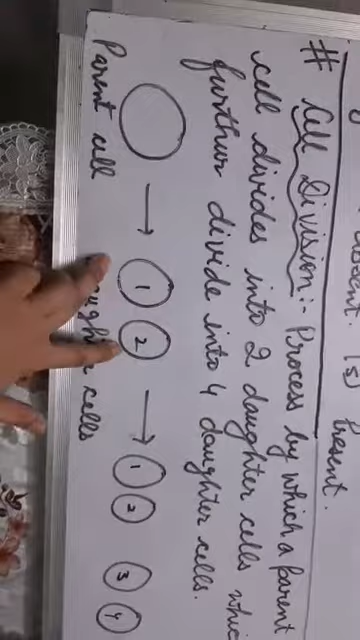 absent. (5) Present.
# Cell Division:- Process by which a parent
cell divides into 2 daughter cells
further divide into 4 daughter cells.
1 2 1 2 3 4
Parent cell cells